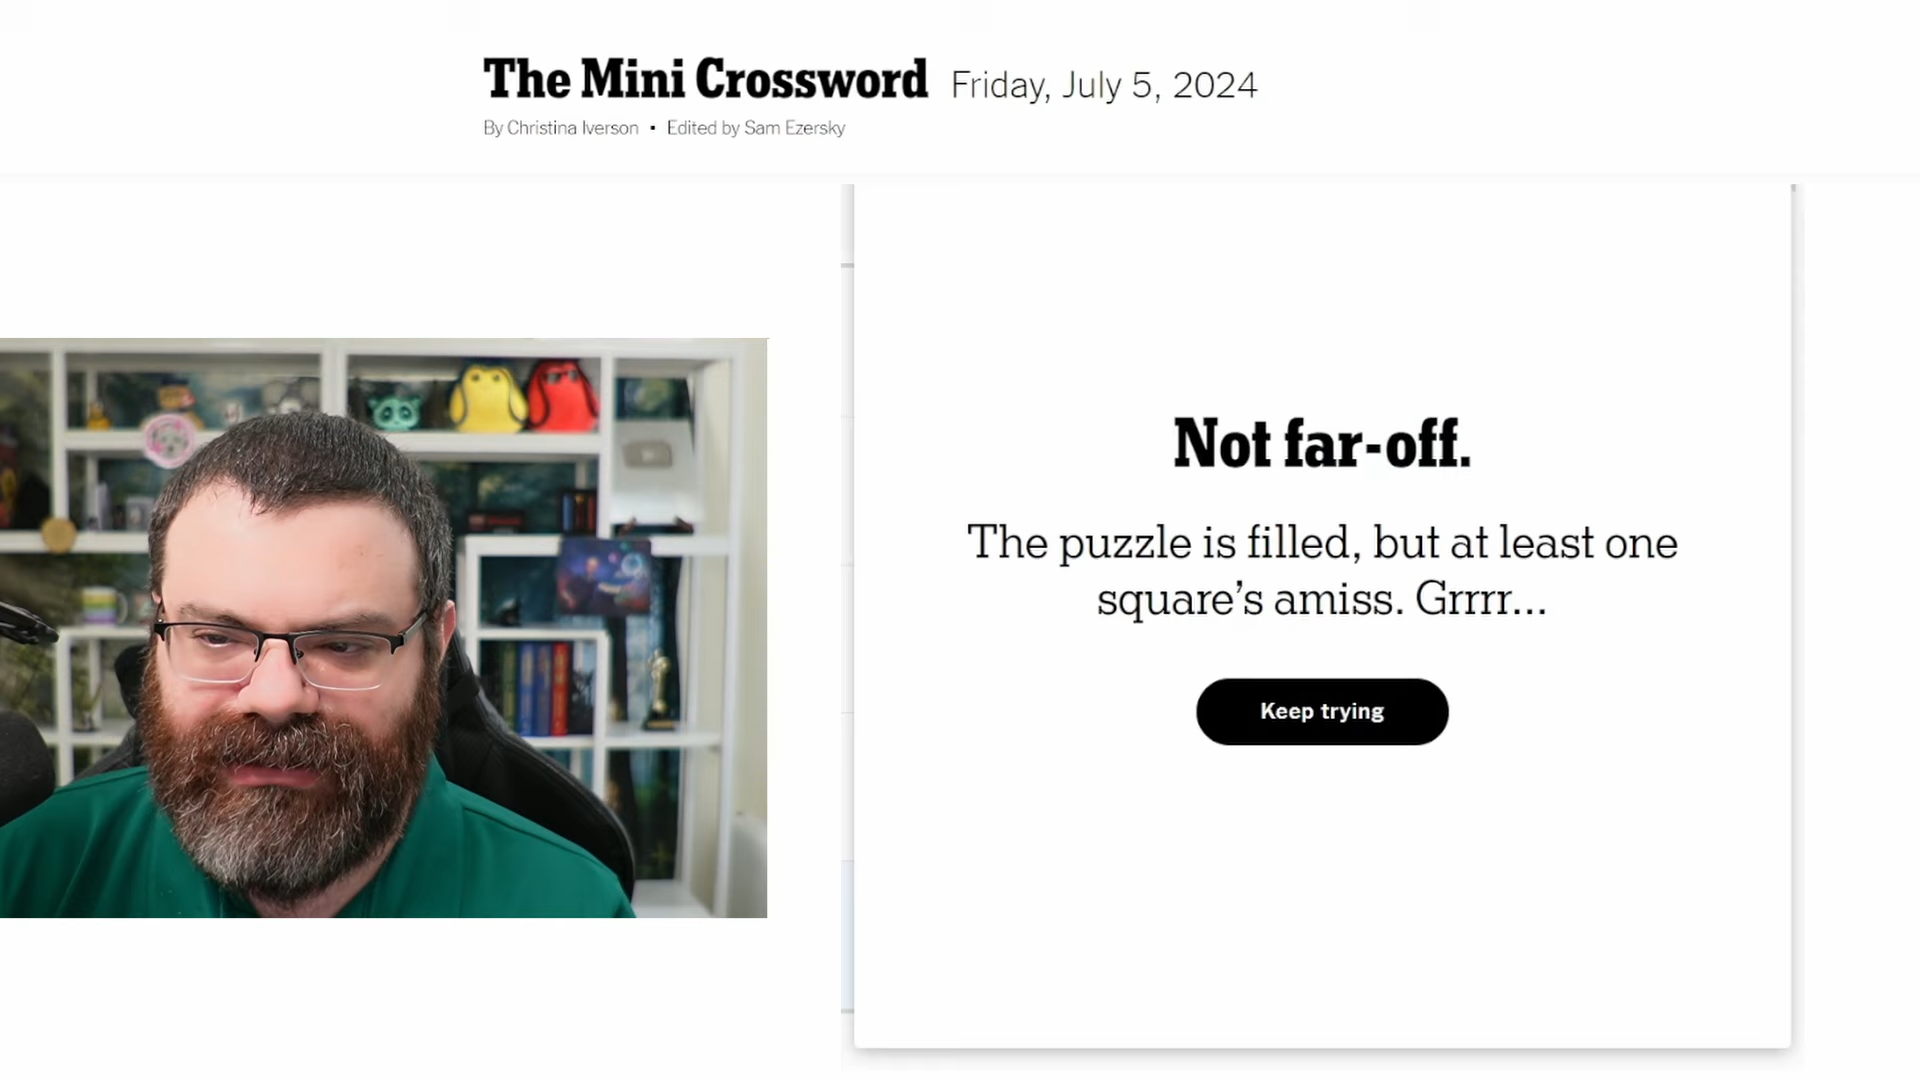 The Mini Crossword Friday, July 5, 2024
By Christina Iverson • Edited by Sam Ezersky
Not far-off.
The puzzle is filled, but at least one
square’s amiss. Grrrr...
Keep trying